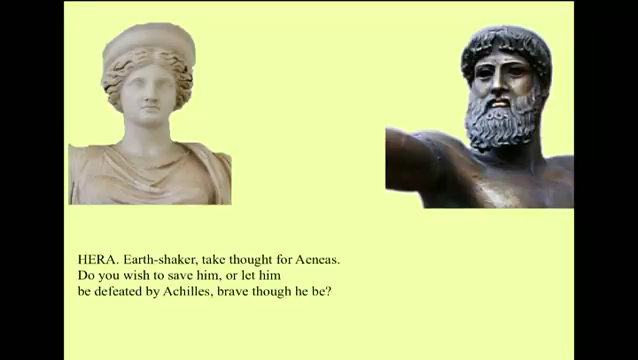 HERA. Earth-shaker, take thought for Aeneas.
Do you wish to save him, or let him
be defeated by Achilles, brave though he be?